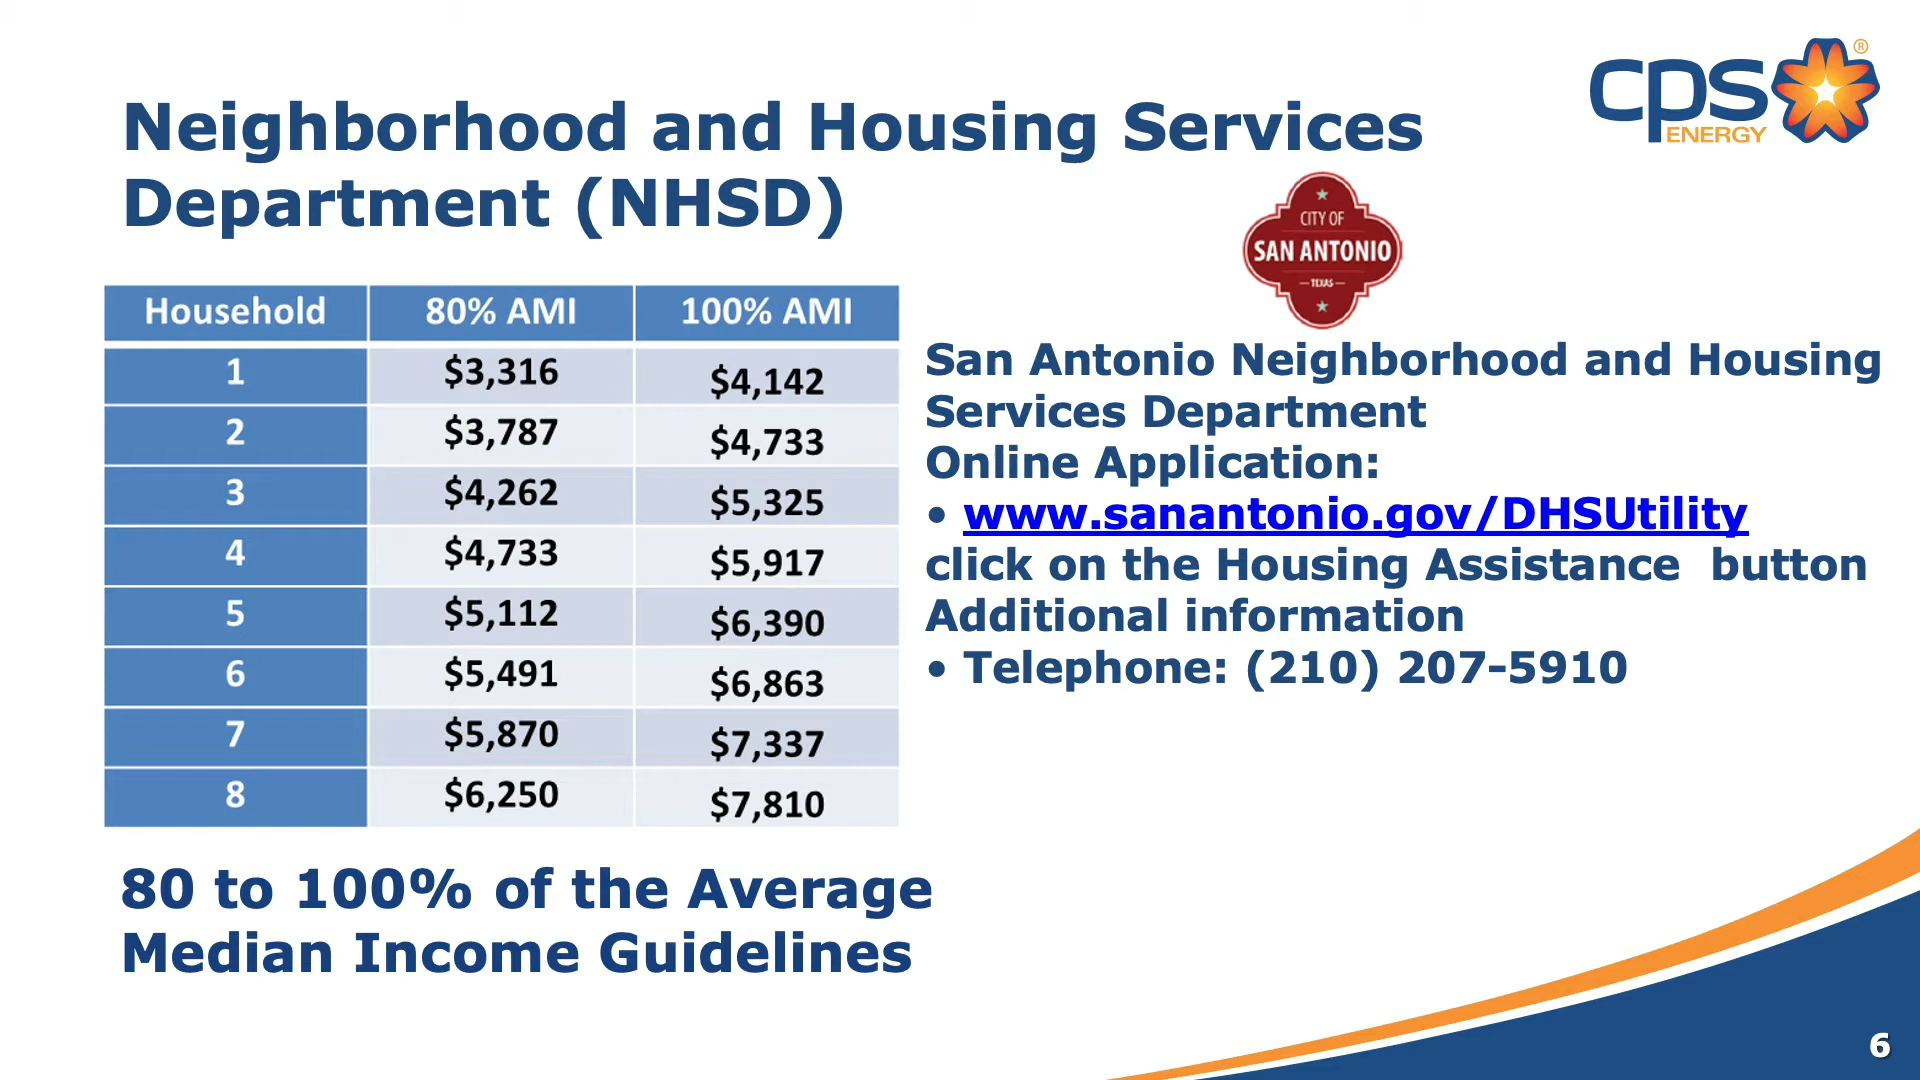 cps
ENERGY
®
Neighborhood and Housing Services
Department (NHSD)
CITY OF
SAN ANTONIO
TEXAS
Household 80% AMI 100% AMI
1 $3,316 $4,142
2 $3,787 $4,733
3 $4,262 $5,325
4 $4,733 $5,917
5 $5,112 $6,390
6 $5,491 $6,863
7 $5,870 $7,337
8 $6,250 $7,810
San Antonio Neighborhood and Housing
Services Department
Online Application:
• www.sanantonio.gov/DHSUtility
click on the Housing Assistance button
Additional information
• Telephone: (210) 207-5910
80 to 100% of the Average
Median Income Guidelines
6